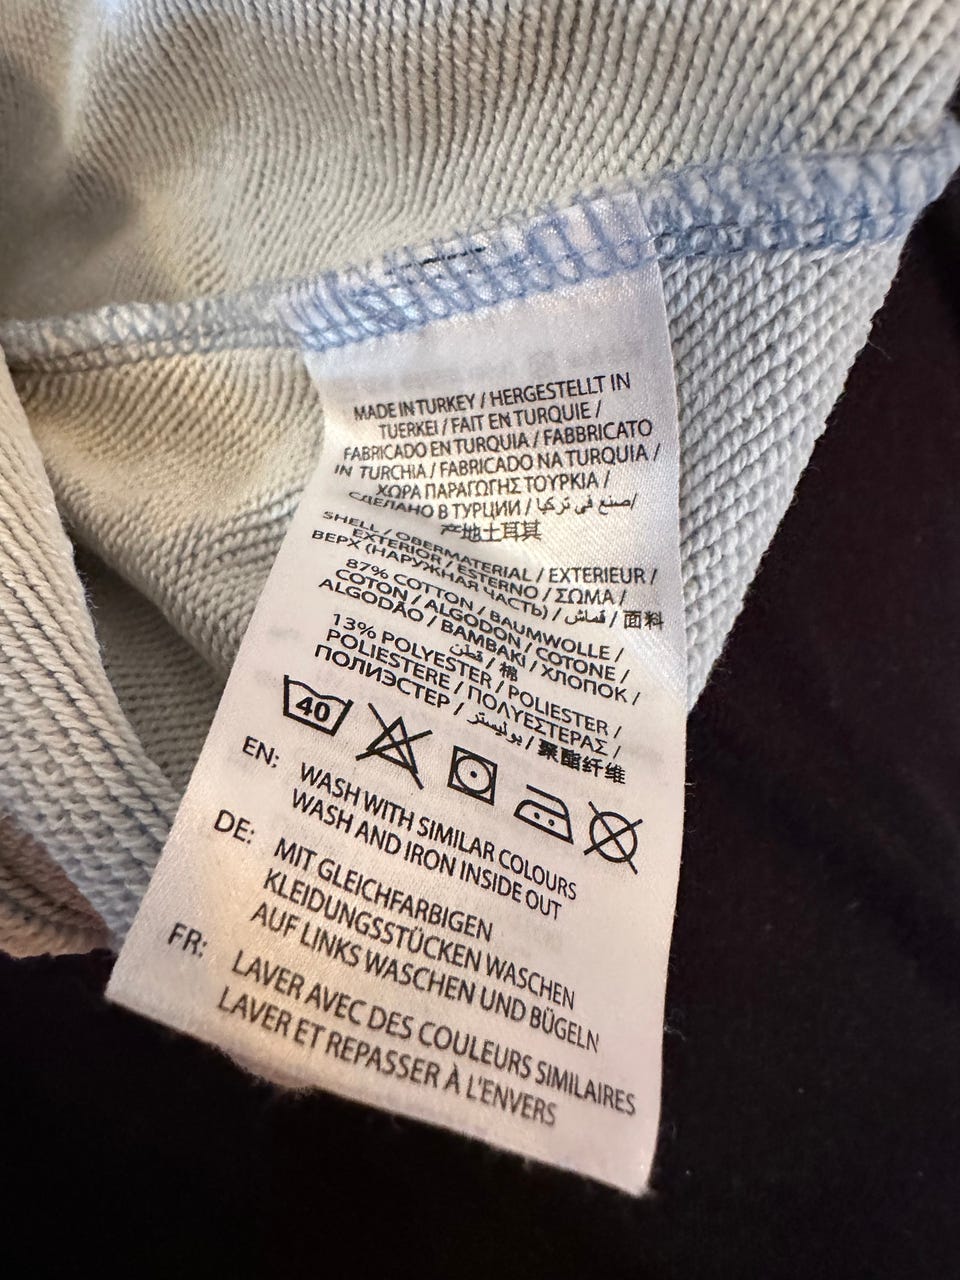 MADE IN TURKEY / HERGESTELLT IN
TUERKEI / FAIT EN TURQUIE /
FABRICADO EN TURQUIA / FABBRICATO
IN TURCHIA / FABRICADO NA TURQUIA /
ΧΩΡΑ ΠΑΡΑΓΩΓΗΣ ΤΟΥΡΚΙΑ /
СДЕЛАНО В ТУРЦИИ / صنع في تركيا/
产地土耳其
SHELL / OBERMATERIAL / EXTERIEUR /
EXTERIOR / ESTERNO / ΣΩΜΑ /
ВЕРХ (НАРУЖНАЯ ЧАСТЬ) / قماش / 面料
87% COTTON / BAUMWOLLE /
COTON / ALGODON / COTONE /
ALGODÃO / BAMBAKI / ХЛОПОК /
قطن / 棉
13% POLYESTER / POLIESTER /
POLIESTERE / ΠΟΛΥΕΣΤΕΡΑΣ /
ПОЛИЭСТЕР / بوليستر / 聚酯纤维
40
EN: WASH WITH SIMILAR COLOURS
WASH AND IRON INSIDE OUT
DE: MIT GLEICHFARBIGEN
KLEIDUNGSSTÜCKEN WASCHEN
AUF LINKS WASCHEN UND BÜGELN
FR: LAVER AVEC DES COULEURS SIMILAIRES
LAVER ET REPASSER À L'ENVERS